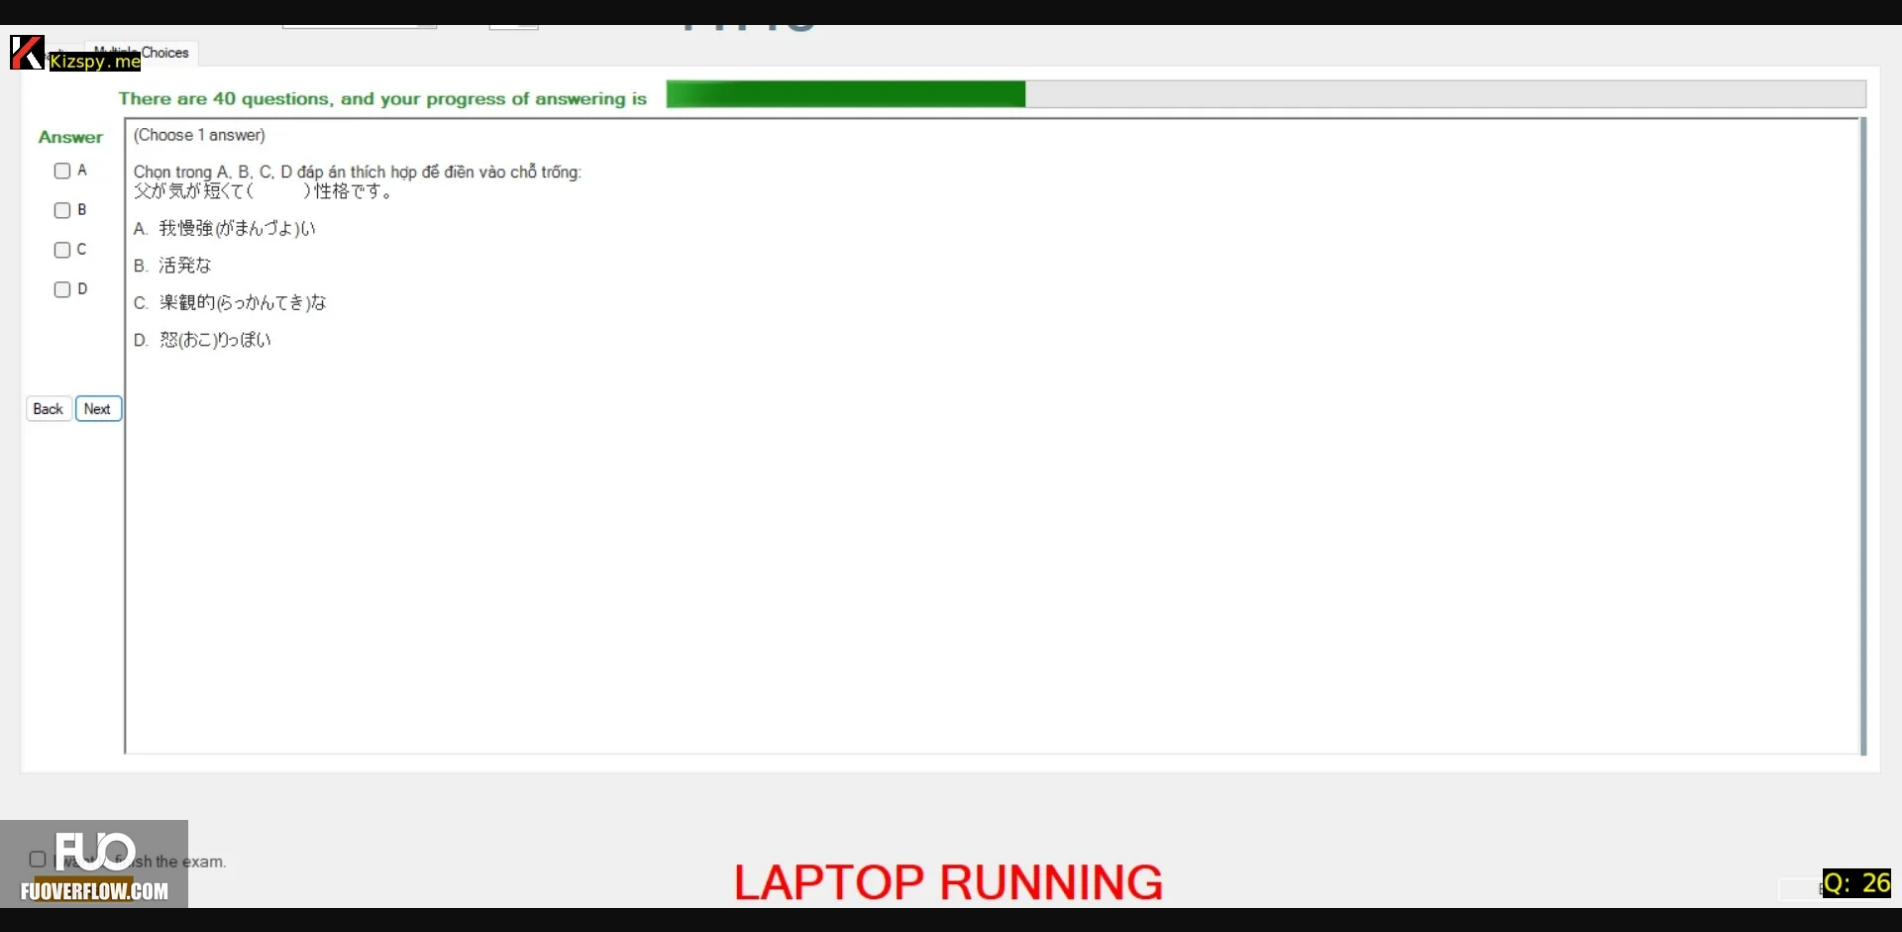 Kizspy.me
Multiple Choices
There are 40 questions, and your progress of answering is
Answer
(Choose 1 answer)
A
B
C
D
Chọn trong A, B, C, D đáp án thích hợp để điền vào chỗ trống:
父が気が短くて(　　　)性格です。
A. 我慢強(がまんづよ)い
B. 活発な
C. 楽観的(らっかんてき)な
D. 怒(おこ)りっぽい
Back
Next
FUO
finish the exam.
FUOVERFLOW.COM
LAPTOP RUNNING
Q: 26